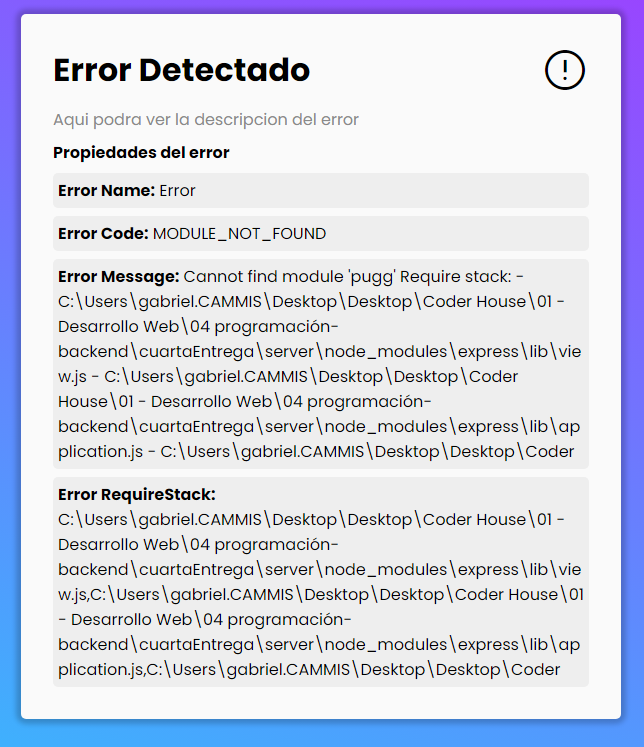 Error Detectado
!
Aqui podra ver la descripcion del error
Propiedades del error
Error Name: Error
Error Code: MODULE_NOT_FOUND
Error Message: Cannot find module 'pugg' Require stack: -
C:\Users\gabriel.CAMMIS\Desktop\Desktop\Coder House\01 -
Desarrollo Web\04 programación-
backend\cuartaEntrega\server\node_modules\express\lib\vie
w.js - C:\Users\gabriel.CAMMIS\Desktop\Desktop\Coder
House\01 - Desarrollo Web\04 programación-
backend\cuartaEntrega\server\node_modules\express\lib\ap
plication.js - C:\Users\gabriel.CAMMIS\Desktop\Desktop\Coder
Error RequireStack:
C:\Users\gabriel.CAMMIS\Desktop\Desktop\Coder House\01 -
Desarrollo Web\04 programación-
backend\cuartaEntrega\server\node_modules\express\lib\vie
w.js,C:\Users\gabriel.CAMMIS\Desktop\Desktop\Coder House\01
- Desarrollo Web\04 programación-
backend\cuartaEntrega\server\node_modules\express\lib\ap
plication.js,C:\Users\gabriel.CAMMIS\Desktop\Desktop\Coder